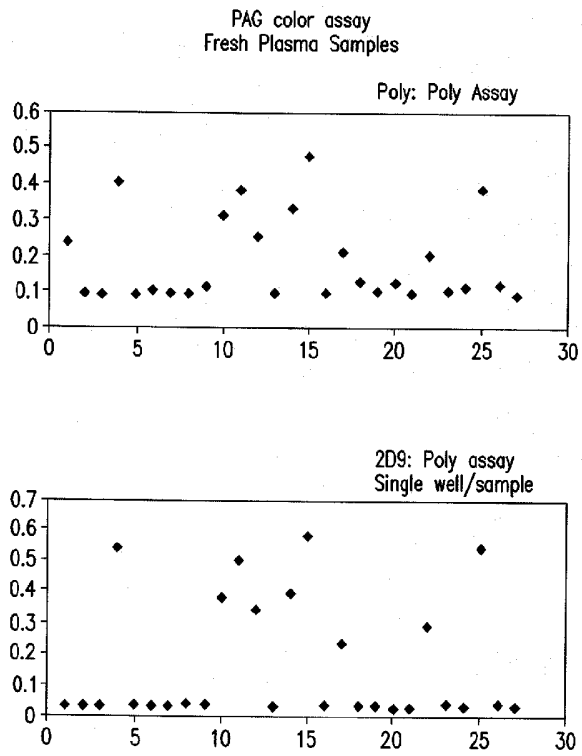 PAG color assay
Fresh Plasma Samples
Poly: Poly Assay
0.6
0.5
0.4
0.3
0.2
0.1
0
0 5 10 15 20 25 30
2D9: Poly assay
Single well/sample
0.7
0.6
0.5
0.4
0.3
0.2
0.1
0
0 5 10 15 20 25 30